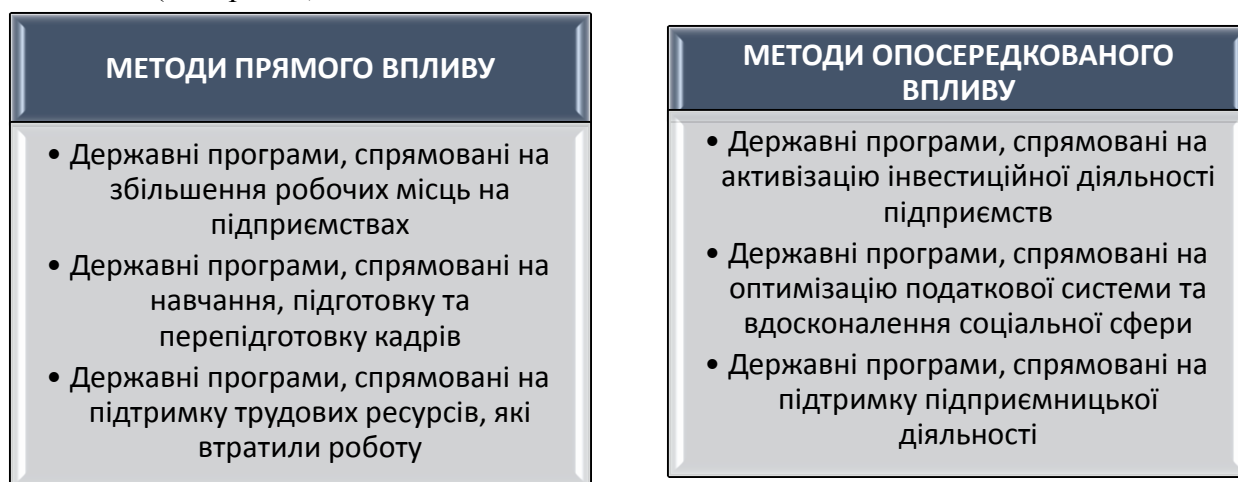 МЕТОДИ ПРЯМОГО ВПЛИВУ
• Державні програми, спрямовані на
збільшення робочих місць на
підприємствах
• Державні програми, спрямовані на
навчання, підготовку та
перепідготовку кадрів
• Державні програми, спрямовані на
підтримку трудових ресурсів, які
втратили роботу
МЕТОДИ ОПОСЕРЕДКОВАНОГО
ВПЛИВУ
• Державні програми, спрямовані на
активізацію інвестиційної діяльності
підприємств
• Державні програми, спрямовані на
оптимізацію податкової системи та
вдосконалення соціальної сфери
• Державні програми, спрямовані на
підтримку підприємницької
діяльності